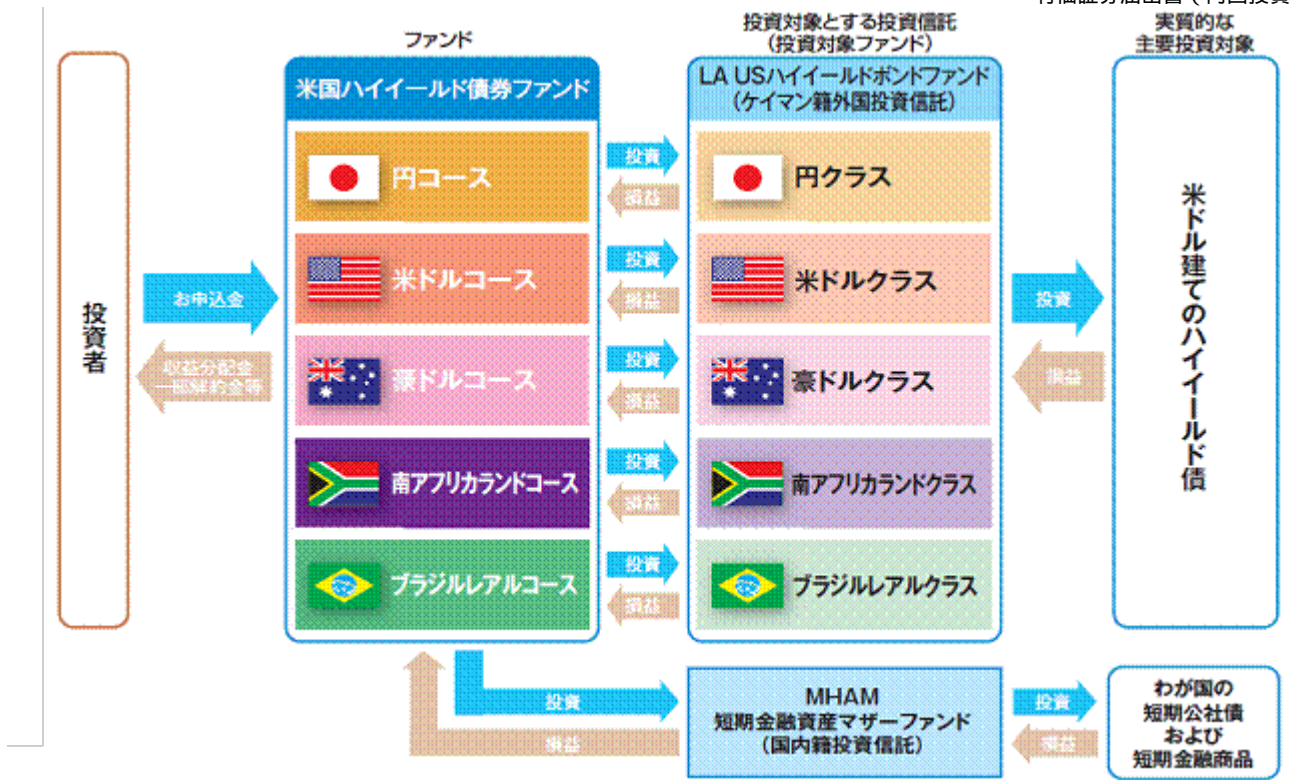 ファンド
投資対象とする投資信託
(投資対象ファンド)
実質的な
主要投資対象
投資者
お申込金
収益分配金
一部解約金等
米国ハイイールド債券ファンド
円コース
米ドルコース
豪ドルコース
南アフリカランドコース
ブラジルレアルコース
投資
損益
投資
損益
投資
損益
投資
損益
投資
損益
LA USハイイールドボンドファンド
(ケイマン籍外国投資信託)
円クラス
米ドルクラス
豪ドルクラス
南アフリカランドクラス
ブラジルレアルクラス
投資
損益
米ドル建てのハイイールド債
投資
損益
MHAM
短期金融資産マザーファンド
(国内籍投資信託)
投資
損益
わが国の
短期公社債
および
短期金融商品